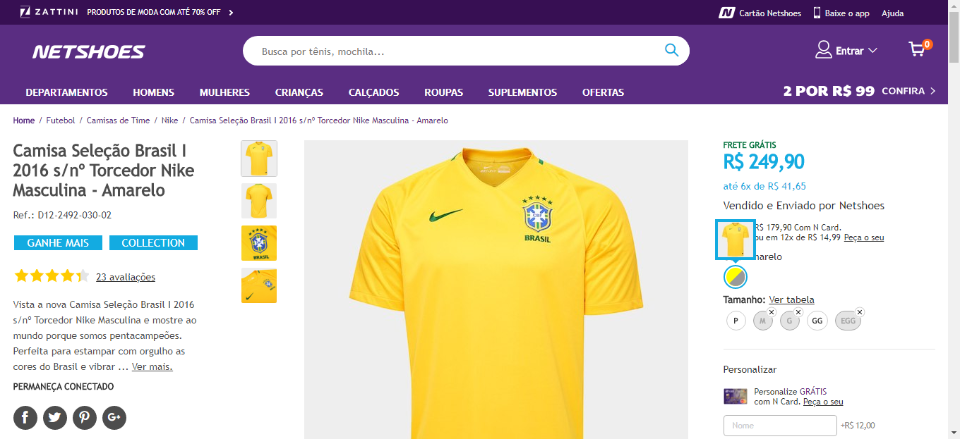 ZATTINI PRODUTOS DE MODA COM ATÉ 70% OFF
Cartão Netshoes Baixe o app Ajuda
NETSHOES
Busca por tênis, mochila...
Entrar
0
DEPARTAMENTOS HOMENS MULHERES CRIANÇAS CALÇADOS ROUPAS SUPLEMENTOS OFERTAS
2 POR R$ 99 CONFIRA
Home / Futebol / Camisas de Time / Nike / Camisa Seleção Brasil I 2016 s/nº Torcedor Nike Masculina - Amarelo
Camisa Seleção Brasil I
2016 s/nº Torcedor Nike
Masculina - Amarelo
Ref.: D12-2492-030-02
GANHE MAIS COLLECTION
23 avaliações
Vista a nova Camisa Seleção Brasil I 2016
s/nº Torcedor Nike Masculina e mostre ao
mundo porque somos pentacampeões.
Perfeita para estampar com orgulho as
cores do Brasil e vibrar ... Ver mais.
PERMANEÇA CONECTADO
BRASIL
FRETE GRÁTIS
R$ 249,90
até 6x de R$ 41,65
Vendido e Enviado por Netshoes
R$ 179,90 Com N Card.
ou em 12x de R$ 14,99 Peça o seu
marelo
Tamanho: Ver tabela
P M G GG EGG
Personalizar
Personalize GRÁTIS
com N Card. Peça o seu
Nome +R$ 12,00